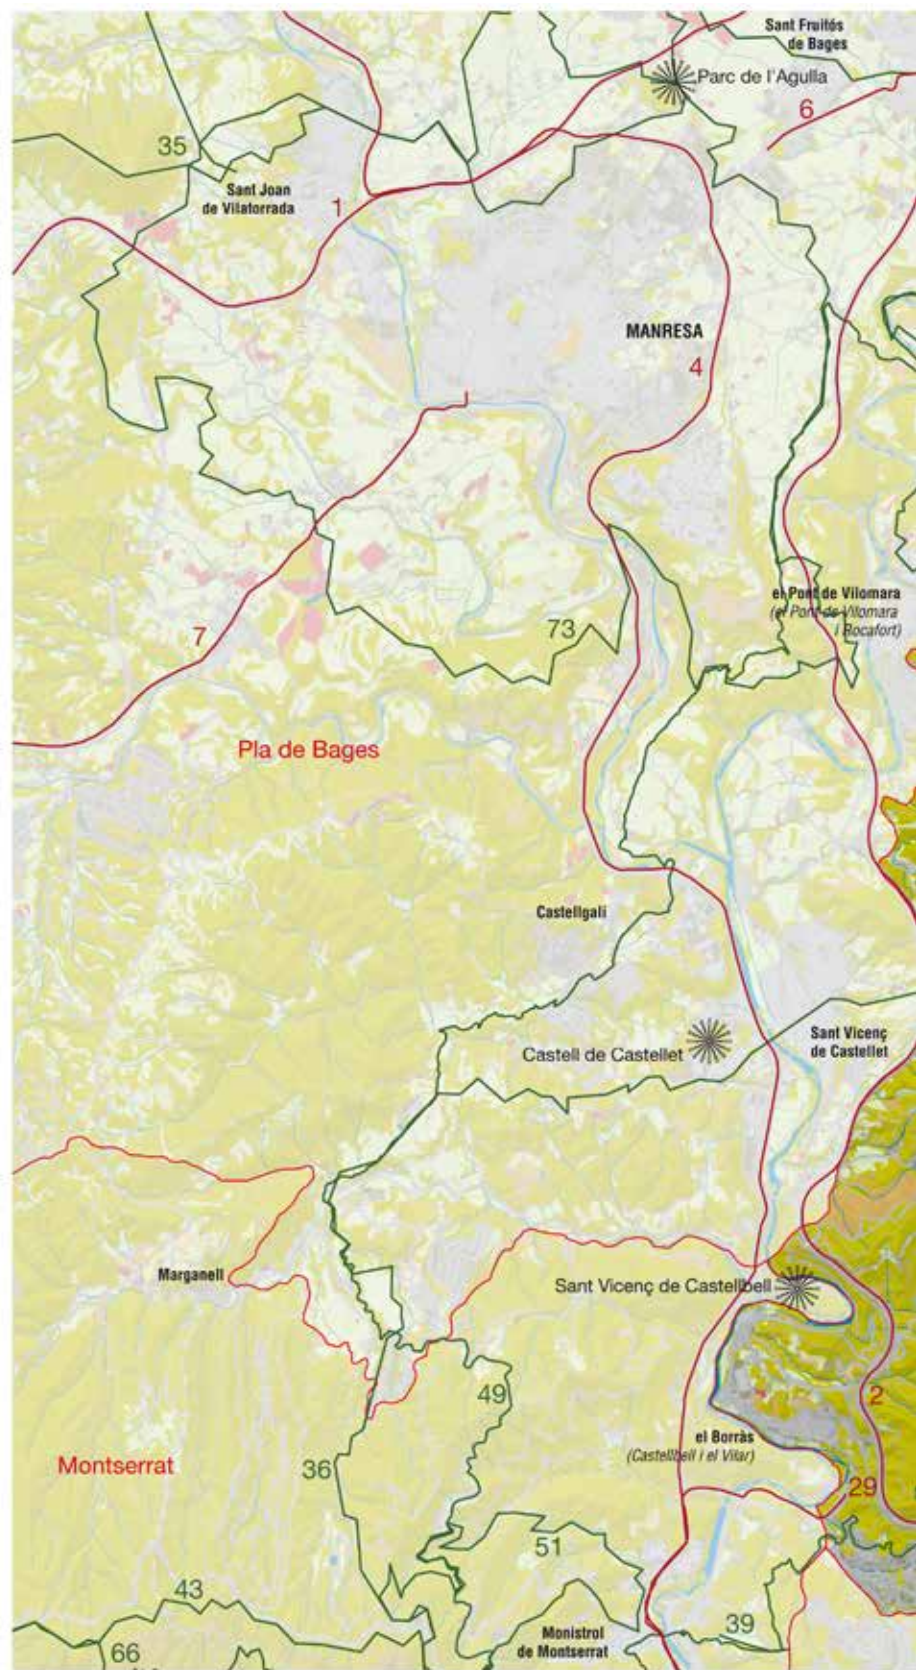 Sant Fruitós
de Bages
Parc de l'Agulla
6
35
Sant Joan
de Vilatorrada
1
MANRESA
4
el Pont de Vilomara
(el Pont de Vilomara
i Rocafort)
7
73
Pla de Bages
Castellgalí
Castell de Castellet
Sant Vicenç
de Castellet
Marganell
Sant Vicenç de Castellbell
49
2
el Borràs
(Castellbell i el Vilar)
Montserrat
36
29
51
43
39
Monistrol
de Montserrat
66